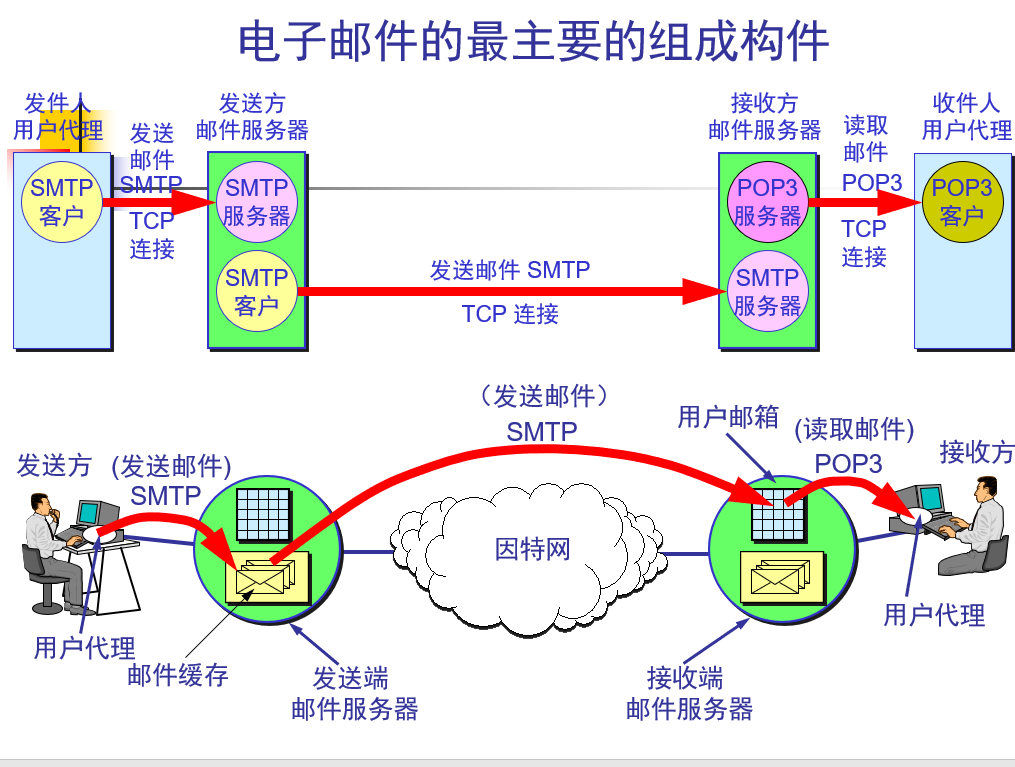 电子邮件的最主要的组成构件
发件人
用户代理
发送
邮件
SMTP
TCP
连接
发送方
邮件服务器
接收方
邮件服务器
读取
邮件
POP3
TCP
连接
收件人
用户代理
SMTP
客户
SMTP
服务器
SMTP
客户
发送邮件 SMTP
TCP 连接
POP3
服务器
SMTP
服务器
POP3
客户
(发送邮件)
SMTP
用户邮箱
(读取邮件)
POP3
接收方
发送方
(发送邮件)
SMTP
因特网
用户代理
邮件缓存
发送端
邮件服务器
接收端
邮件服务器
用户代理